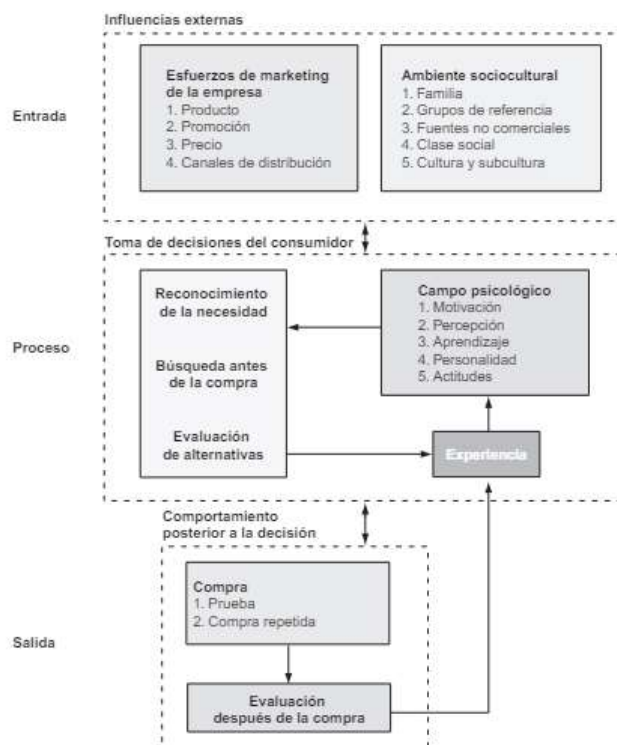 Influencias externas
Entrada
Esfuerzos de marketing
de la empresa
1. Producto
2. Promoción
3. Precio
4. Canales de distribución
Ambiente sociocultural
1. Familia
2. Grupos de referencia
3. Fuentes no comerciales
4. Clase social
5. Cultura y subcultura
Toma de decisiones del consumidor
Proceso
Reconocimiento
de la necesidad
Búsqueda antes
de la compra
Evaluación
de alternativas
Campo psicológico
1. Motivación
2. Percepción
3. Aprendizaje
4. Personalidad
5. Actitudes
Experiencia
Comportamiento
posterior a la decisión
Salida
Compra
1. Prueba
2. Compra repetida
Evaluación
después de la compra